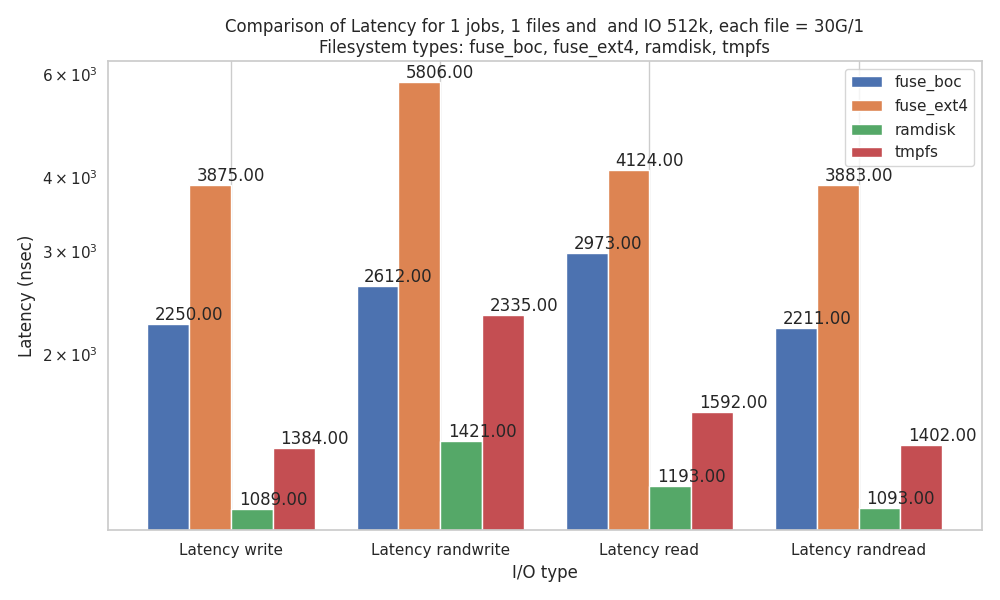 Comparison of Latency for 1 jobs, 1 files and  and IO 512k, each file = 30G/1
Filesystem types: fuse_boc, fuse_ext4, ramdisk, tmpfs
6 × 10³
4 × 10³
3 × 10³
2 × 10³
Latency (nsec)
2250.00
3875.00
1089.00
1384.00
2612.00
5806.00
1421.00
2335.00
2973.00
4124.00
1193.00
1592.00
2211.00
3883.00
1093.00
1402.00
fuse_boc
fuse_ext4
ramdisk
tmpfs
Latency write
Latency randwrite
Latency read
Latency randread
I/O type